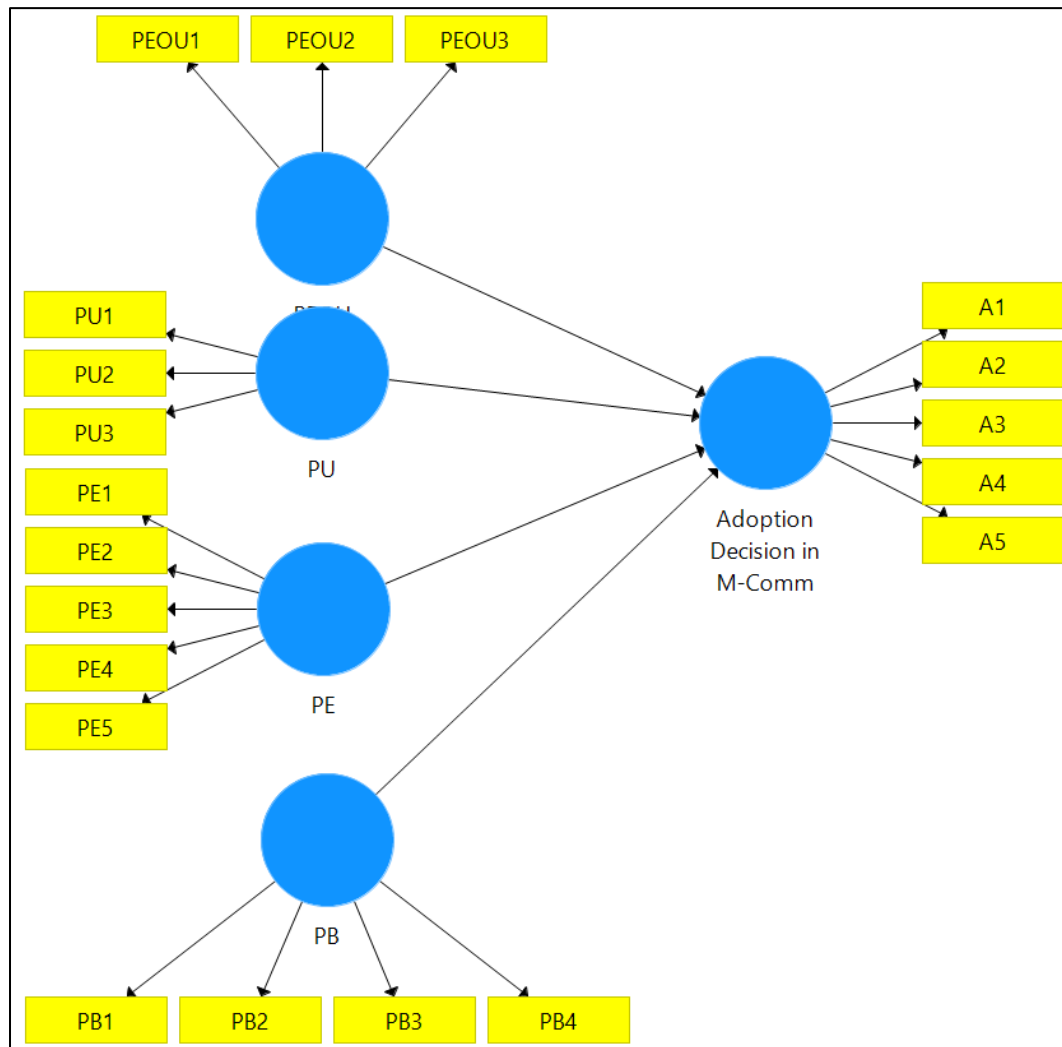 PEOU1
PEOU2
PEOU3
PU1
PU2
PU3
PU
PE1
PE2
PE3
PE4
PE5
PE
PB
PB1
PB2
PB3
PB4
Adoption
Decision in
M-Comm
A1
A2
A3
A4
A5